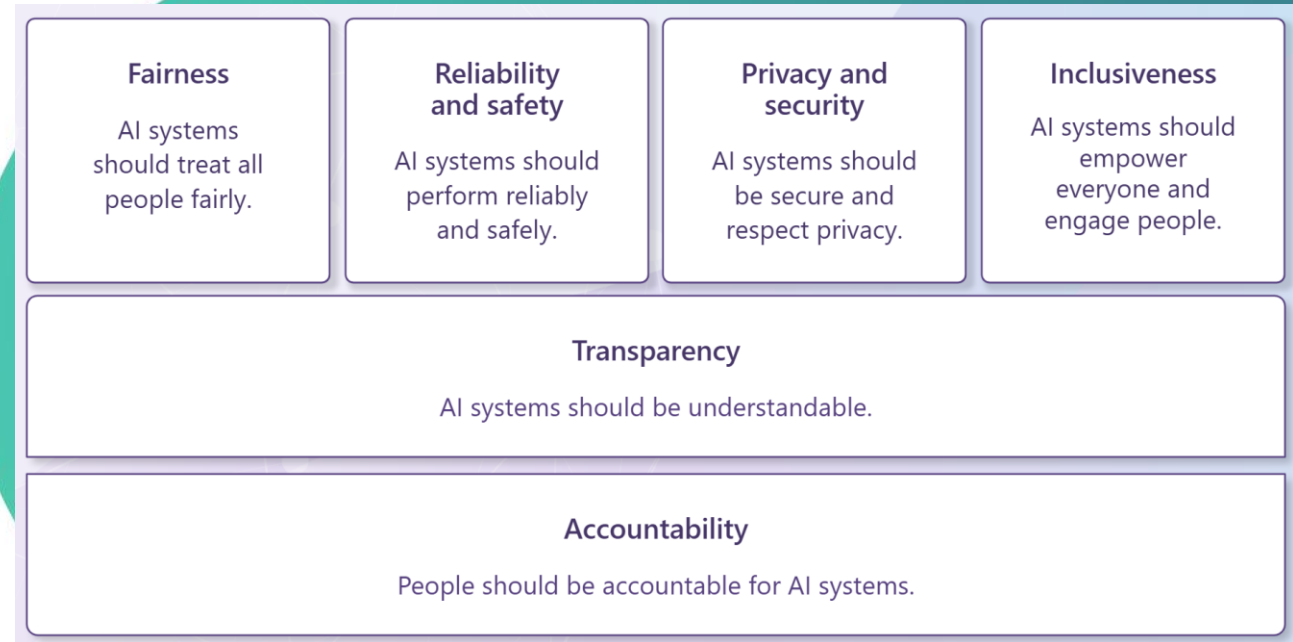 Fairness
AI systems
should treat all
people fairly.
Reliability
and safety
AI systems should
perform reliably
and safely.
Privacy and
security
AI systems should
be secure and
respect privacy.
Inclusiveness
AI systems should
empower
everyone and
engage people.
Transparency
AI systems should be understandable.
Accountability
People should be accountable for AI systems.